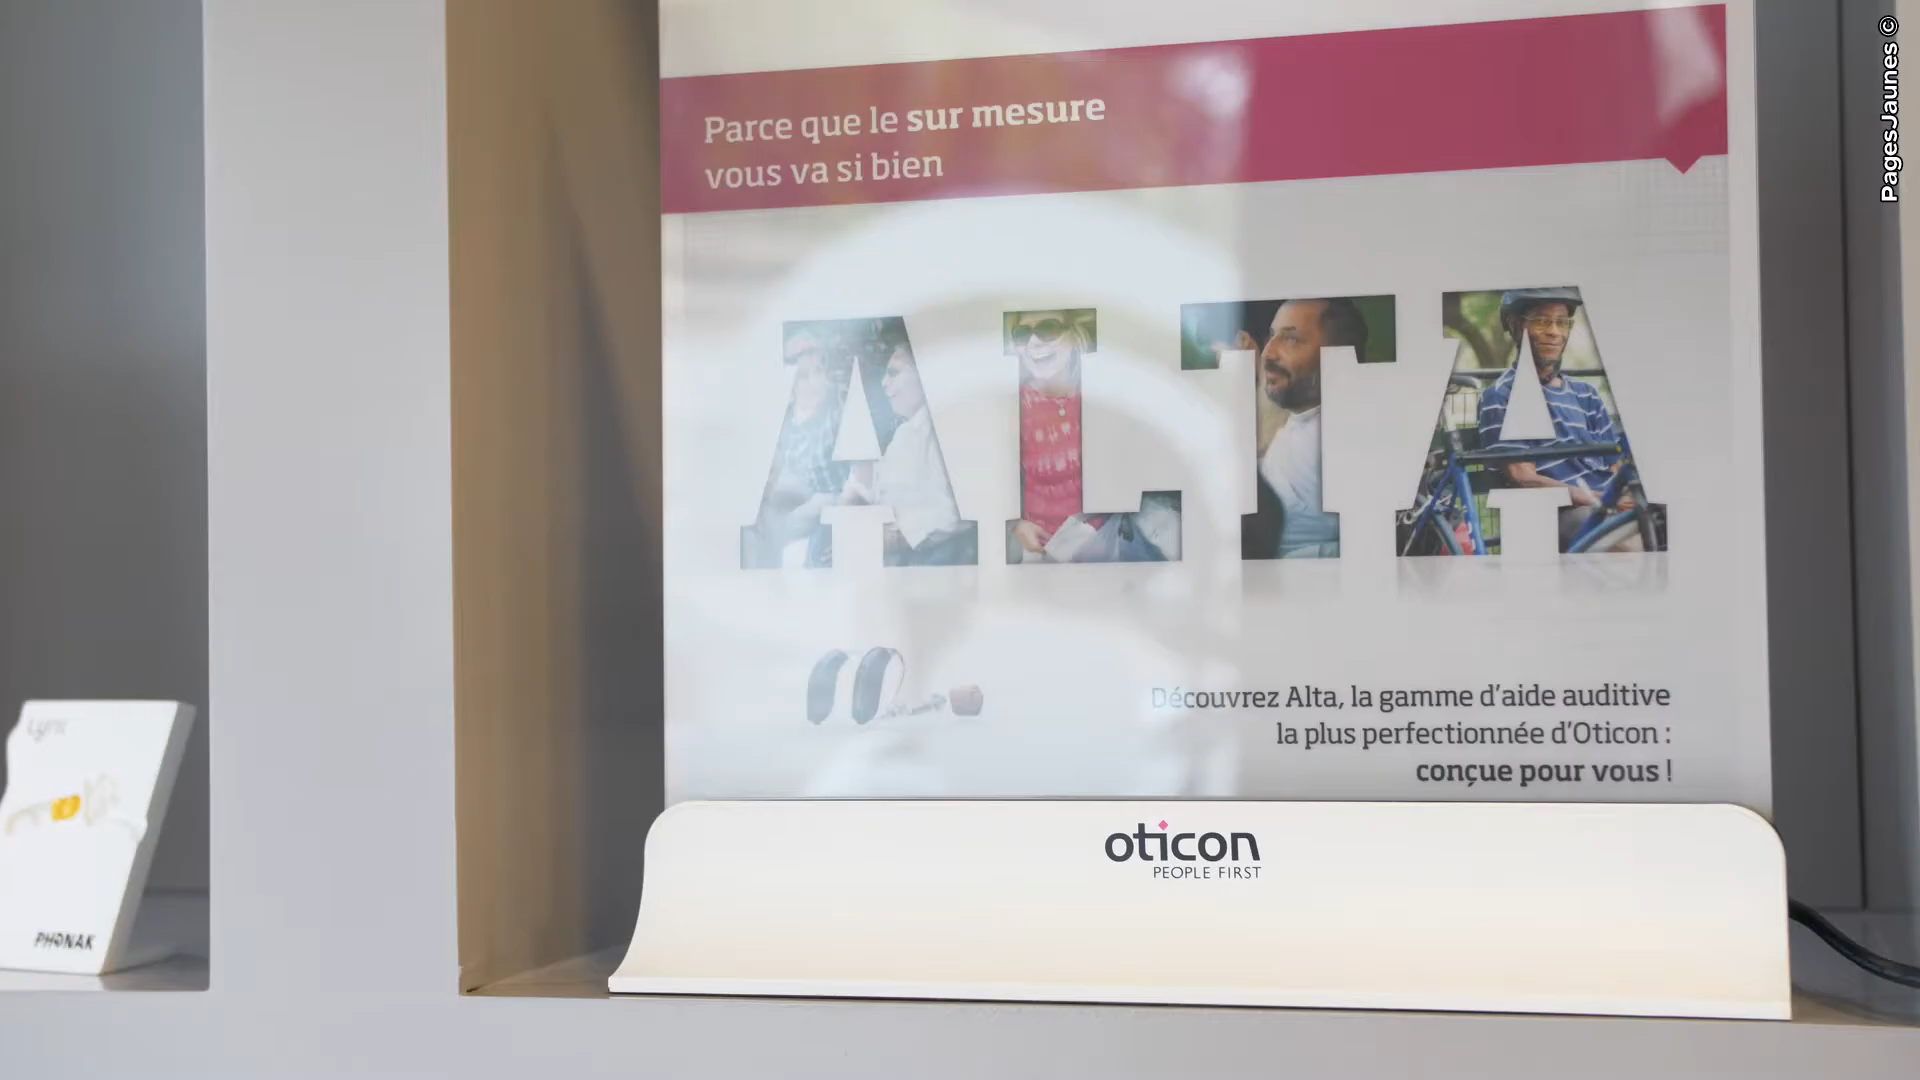 Parce que le sur mesure
vous va si bien
ALTA
Découvrez Alta, la gamme d'aide auditive
la plus perfectionnée d'Oticon :
conçue pour vous !
oticon
PEOPLE FIRST
Lyric
PHONAK
PagesJaunes ©